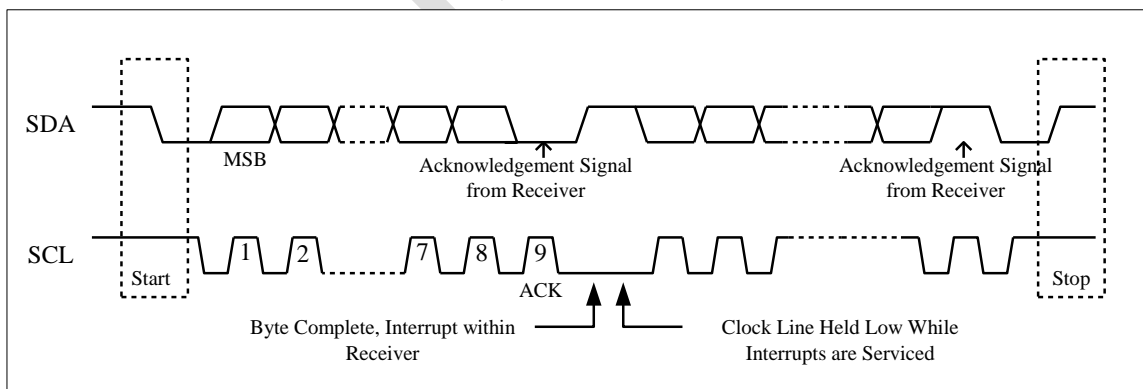 SDA
MSB
Acknowledgement Signal
from Receiver
Acknowledgement Signal
from Receiver
SCL
1
2
7
8
9
Start
ACK
Stop
Byte Complete, Interrupt within
Receiver
Clock Line Held Low While
Interrupts are Serviced